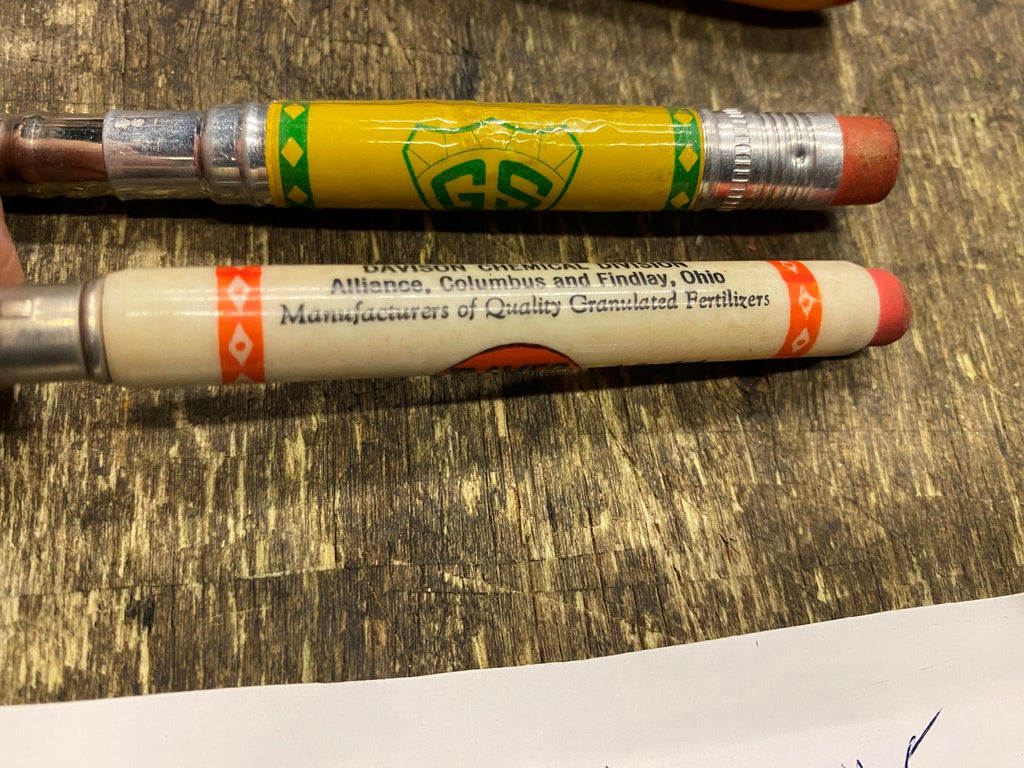 GS
DAVISON CHEMICAL DIVISION
Alliance, Columbus and Findlay, Ohio
Manufacturers of Quality Granulated Fertilizers